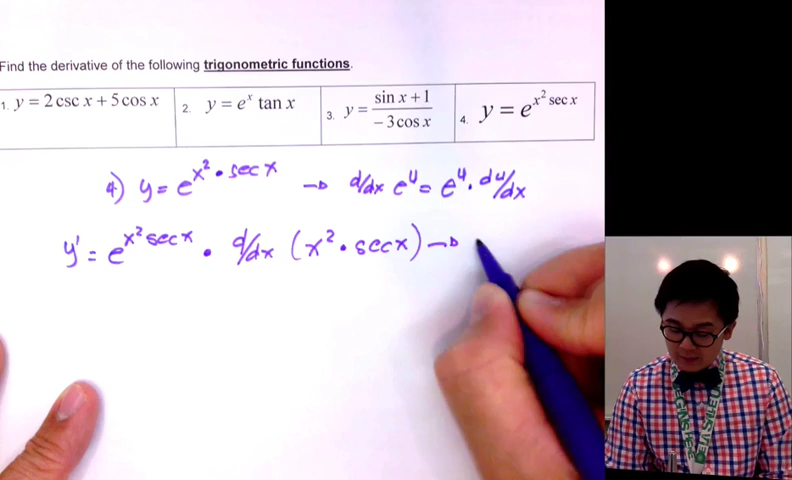 Find the derivative of the following trigonometric functions.
1. y = 2 csc x + 5 cos x
2. y = eˣ tan x
3. y = (sin x + 1)/(−3 cos x)
4. y = e^(x² sec x)
4) y = e^(x² • sec x) → d/dx e^u = e^u · du/dx
y' = e^(x² sec x) • d/dx (x² • sec x) →